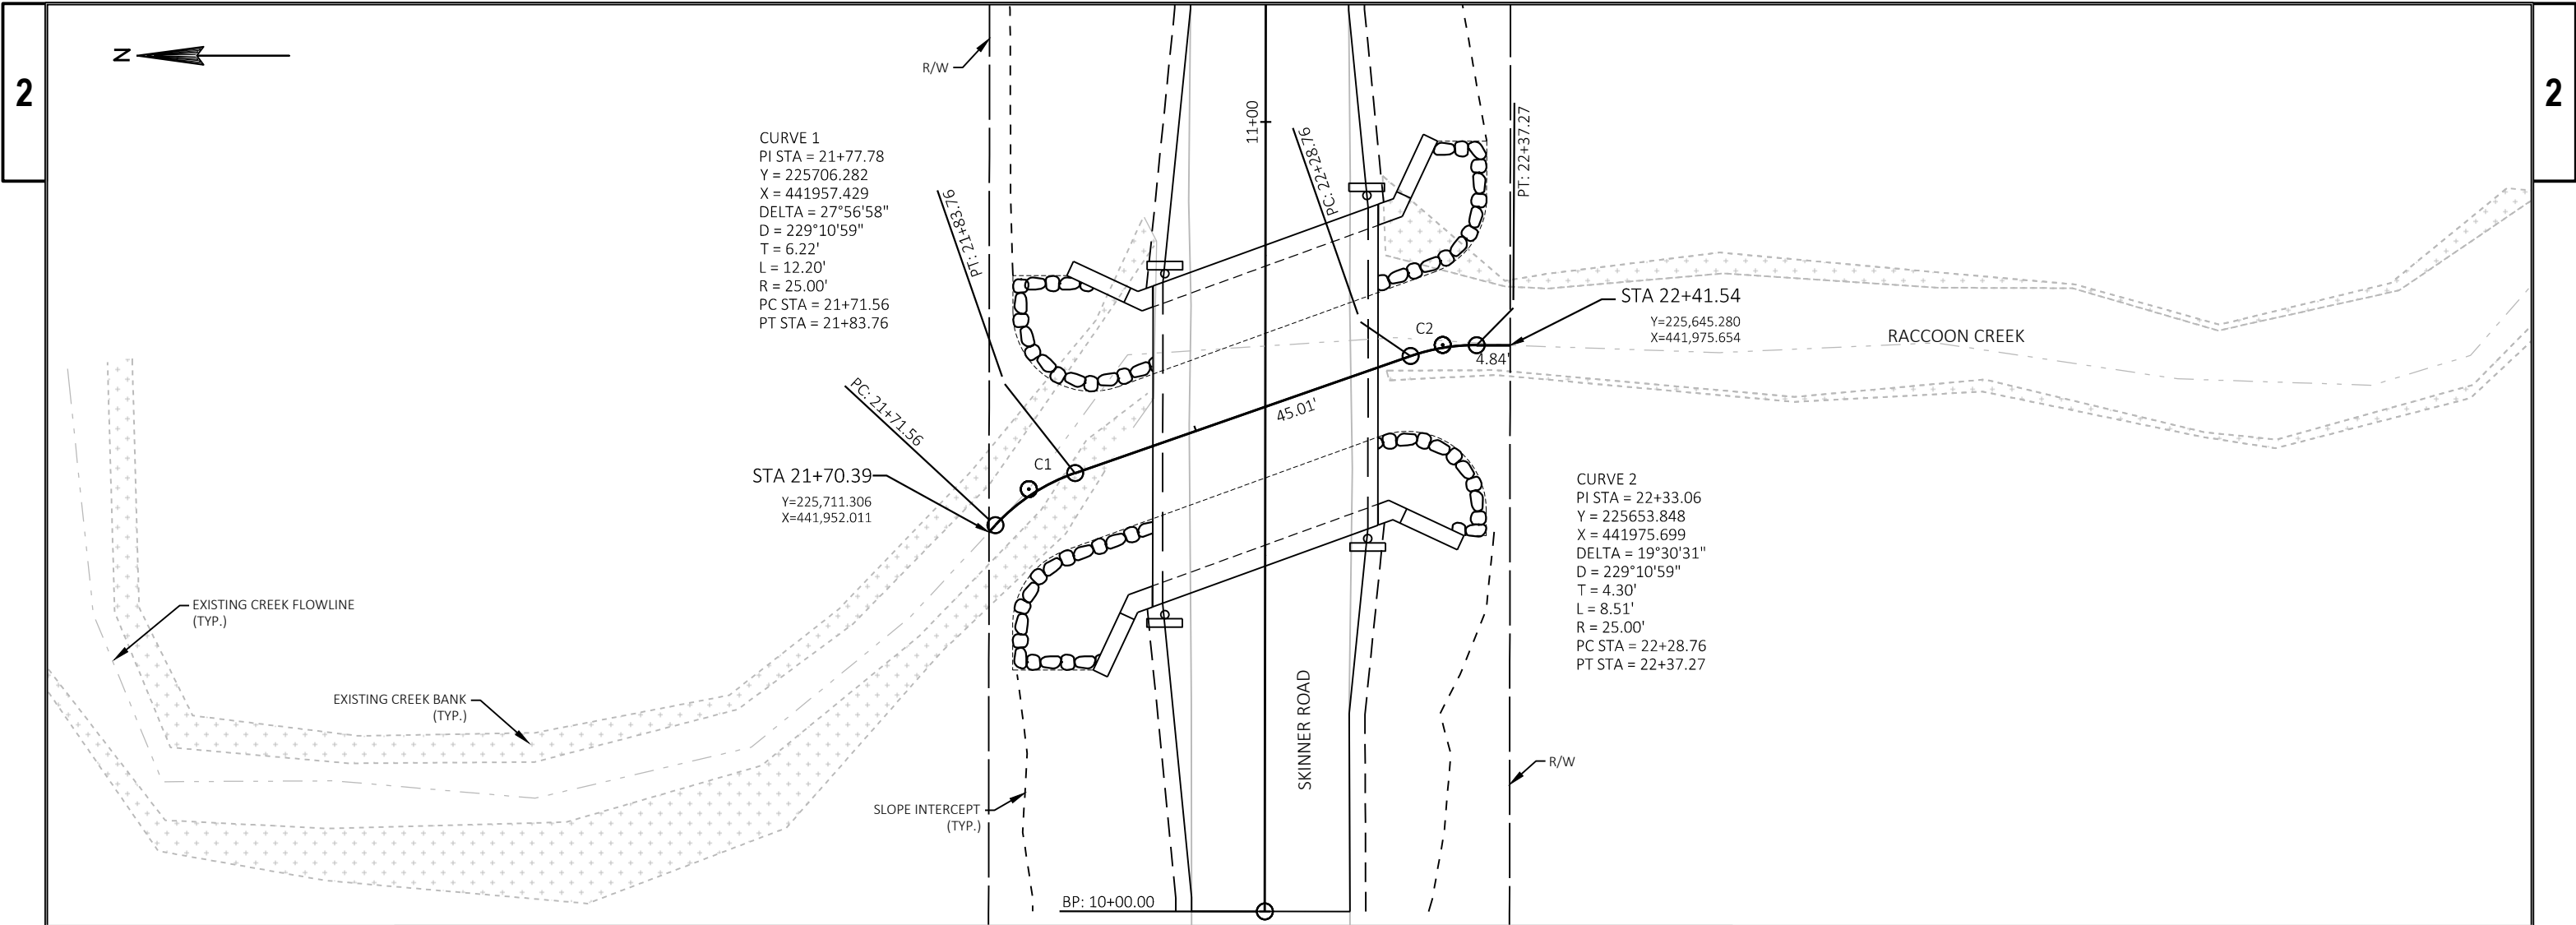 2
2
N
R/W
11+00
PC: 22+28.76
PT: 22+37.27
CURVE 1
PI STA = 21+77.78
Y = 225706.282
X = 441957.429
DELTA = 27°56'58"
D = 229°10'59"
T = 6.22'
L = 12.20'
R = 25.00'
PC STA = 21+71.56
PT STA = 21+83.76
PT: 21+83.76
STA 22+41.54
Y=225,645.280
X=441,975.654
C2
RACCOON CREEK
4.84'
PC: 21+71.56
45.01'
C1
STA 21+70.39
Y=225,711.306
X=441,952.011
CURVE 2
PI STA = 22+33.06
Y = 225653.848
X = 441975.699
DELTA = 19°30'31"
D = 229°10'59"
T = 4.30'
L = 8.51'
R = 25.00'
PC STA = 22+28.76
PT STA = 22+37.27
EXISTING CREEK FLOWLINE
(TYP.)
EXISTING CREEK BANK
(TYP.)
SKINNER ROAD
R/W
SLOPE INTERCEPT
(TYP.)
BP: 10+00.00